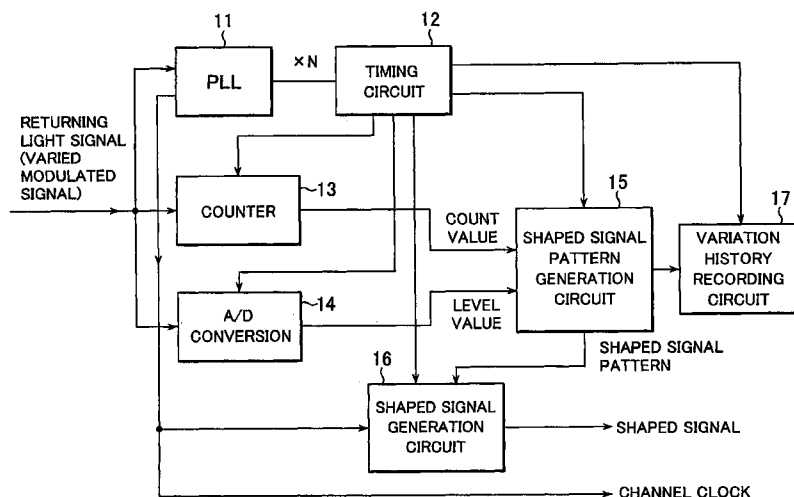 11
PLL
×N
12
TIMING
CIRCUIT
RETURNING
LIGHT SIGNAL
(VARIED
MODULATED
SIGNAL)
13
COUNTER
COUNT
VALUE
14
A/D
CONVERSION
LEVEL
VALUE
15
SHAPED SIGNAL
PATTERN
GENERATION
CIRCUIT
17
VARIATION
HISTORY
RECORDING
CIRCUIT
SHAPED SIGNAL
PATTERN
16
SHAPED SIGNAL
GENERATION
CIRCUIT
SHAPED SIGNAL
CHANNEL CLOCK